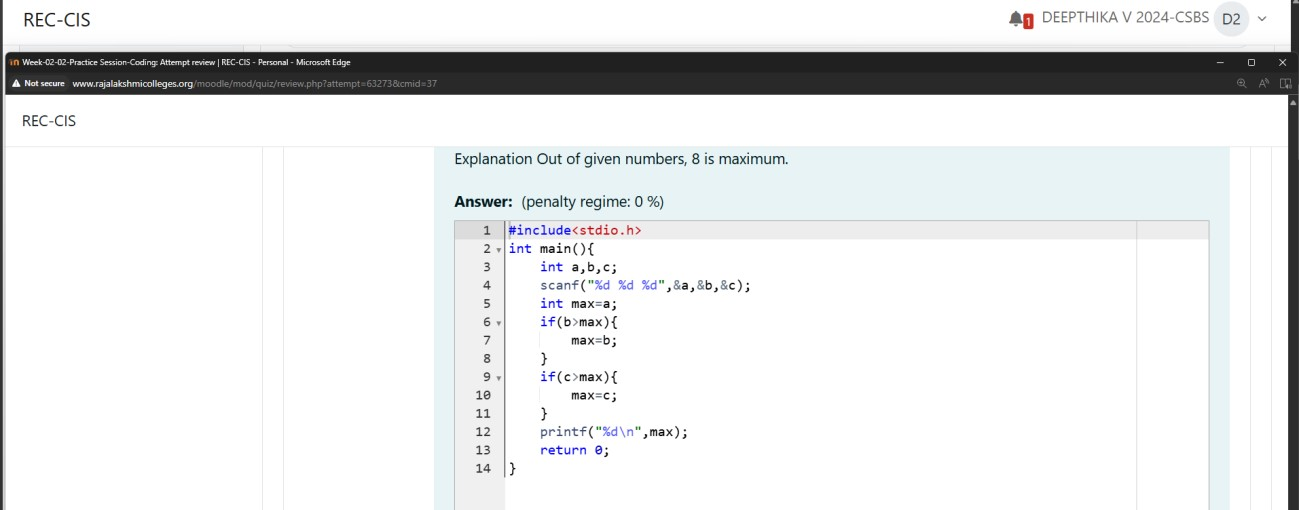 REC-CIS
1 DEEPTHIKA V 2024-CSBS D2
in Week-02-02-Practice Session-Coding: Attempt review | REC-CIS - Personal - Microsoft Edge
Not secure www.rajalakshmicolleges.org/moodle/mod/quiz/review.php?attempt=63273&cmid=37
REC-CIS
Explanation Out of given numbers, 8 is maximum.
Answer: (penalty regime: 0 %)
1 #include<stdio.h>
2 int main(){
3     int a,b,c;
4     scanf("%d %d %d",&a,&b,&c);
5     int max=a;
6     if(b>max){
7         max=b;
8     }
9     if(c>max){
10         max=c;
11     }
12     printf("%d\n",max);
13     return 0;
14 }